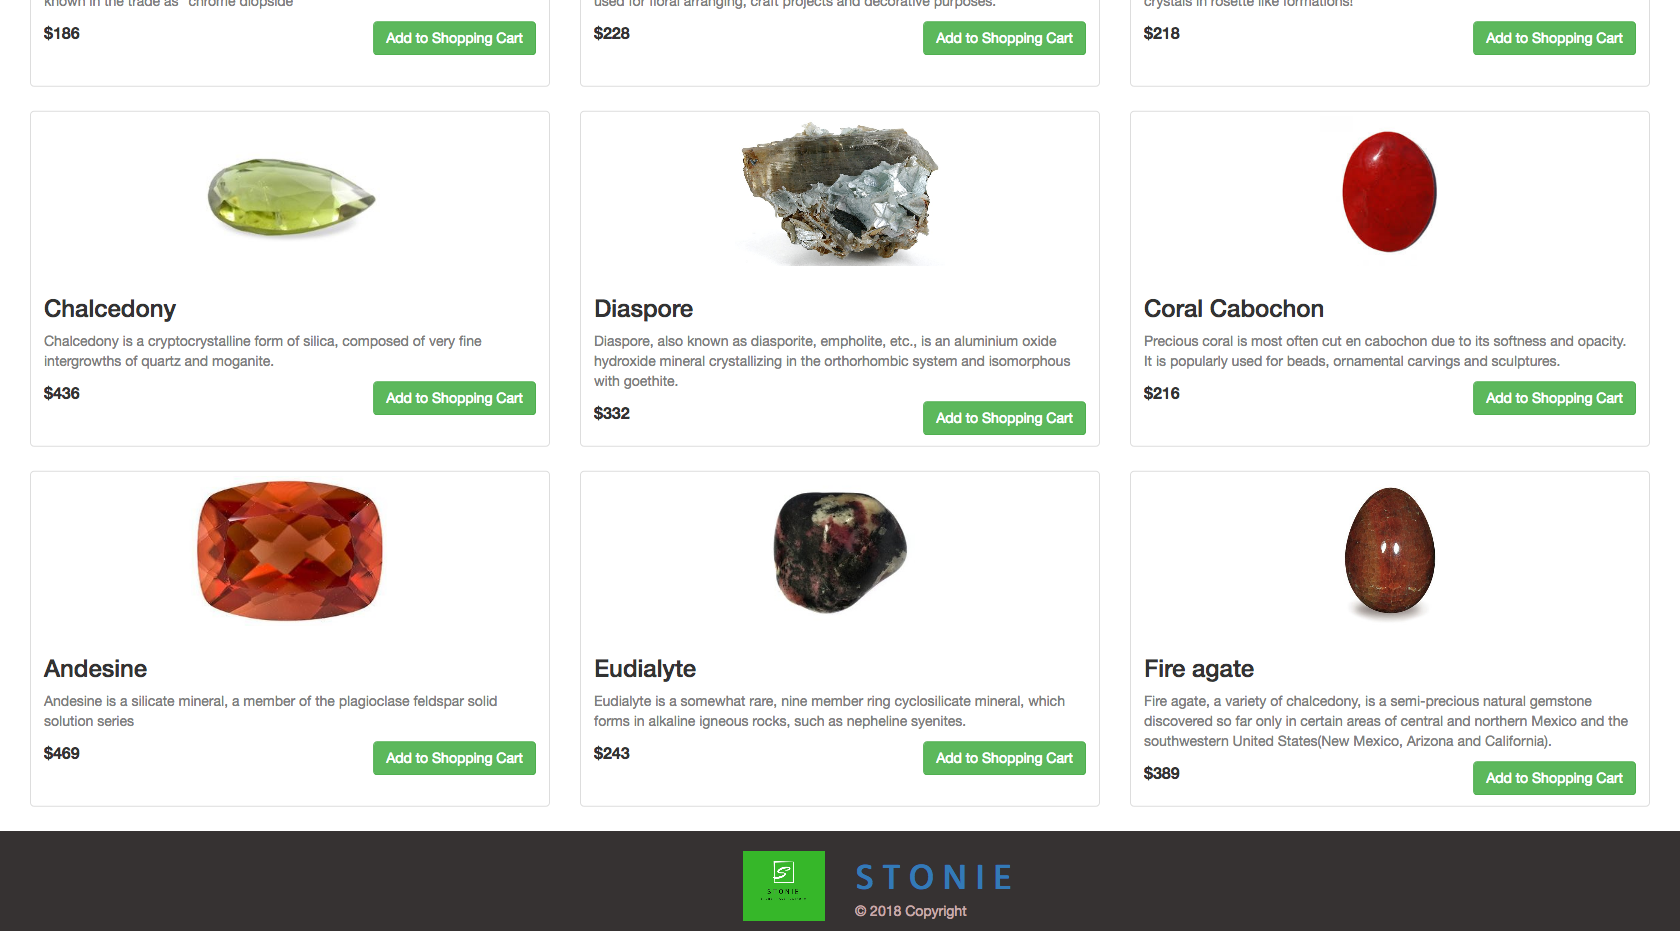 known in the trade as "chrome diopside"
used for floral arranging, craft projects and decorative purposes.
crystals in rosette like formations!
$186
Add to Shopping Cart
$228
Add to Shopping Cart
$218
Add to Shopping Cart
Chalcedony
Chalcedony is a cryptocrystalline form of silica, composed of very fine
intergrowths of quartz and moganite.
$436
Add to Shopping Cart
Diaspore
Diaspore, also known as diasporite, empholite, etc., is an aluminium oxide
hydroxide mineral crystallizing in the orthorhombic system and isomorphous
with goethite.
$332
Add to Shopping Cart
Coral Cabochon
Precious coral is most often cut en cabochon due to its softness and opacity.
It is popularly used for beads, ornamental carvings and sculptures.
$216
Add to Shopping Cart
Andesine
Andesine is a silicate mineral, a member of the plagioclase feldspar solid
solution series
$469
Add to Shopping Cart
Eudialyte
Eudialyte is a somewhat rare, nine member ring cyclosilicate mineral, which
forms in alkaline igneous rocks, such as nepheline syenites.
$243
Add to Shopping Cart
Fire agate
Fire agate, a variety of chalcedony, is a semi-precious natural gemstone
discovered so far only in certain areas of central and northern Mexico and the
southwestern United States(New Mexico, Arizona and California).
$389
Add to Shopping Cart
S
STONIE
STONIE
© 2018 Copyright